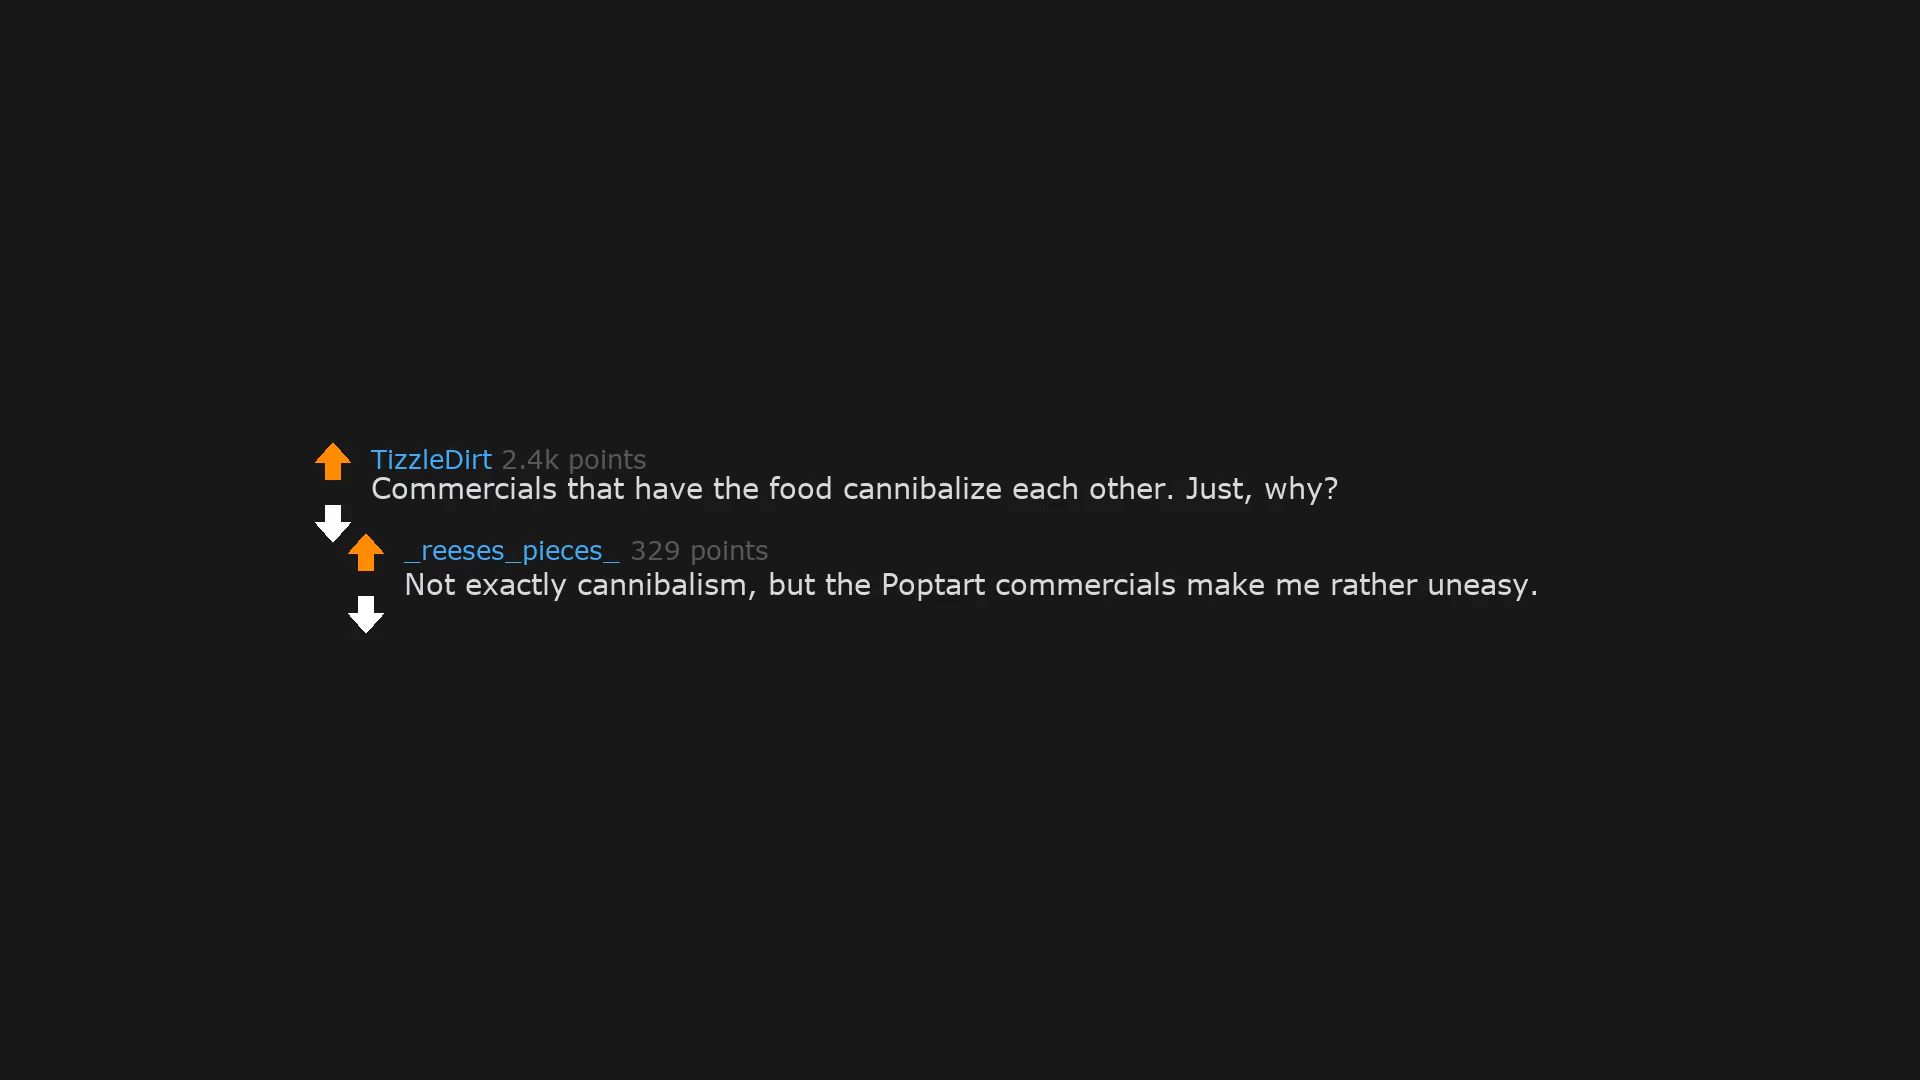 TizzleDirt 2.4k points
Commercials that have the food cannibalize each other. Just, why?
_reeses_pieces_ 329 points
Not exactly cannibalism, but the Poptart commercials make me rather uneasy.